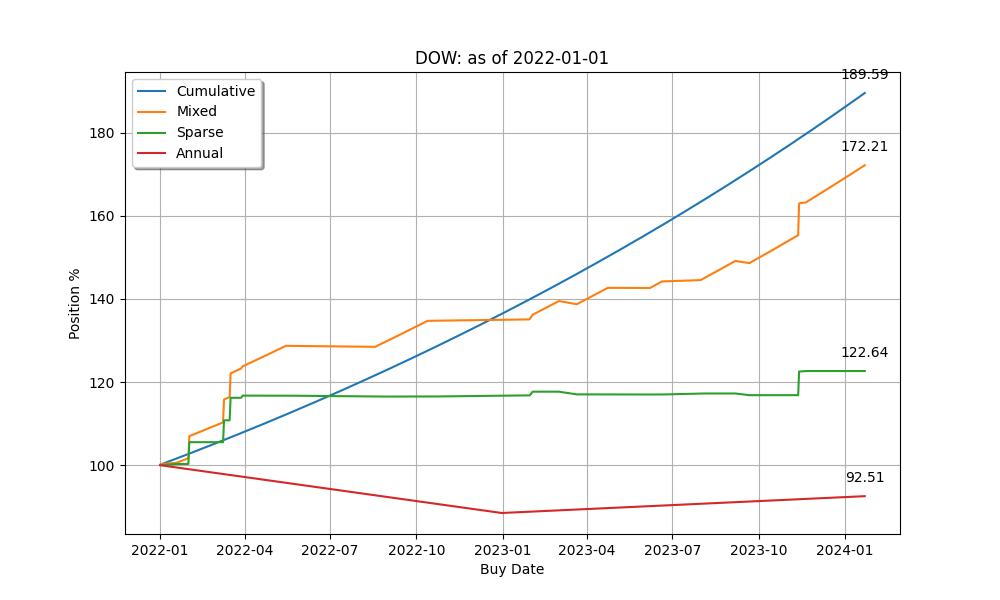 DOW: as of 2022-01-01
189.59
Cumulative
Mixed
Sparse
Annual
172.21
122.64
92.51
180
160
140
120
100
Position %
2022-01 2022-04 2022-07 2022-10 2023-01 2023-04 2023-07 2023-10 2024-01
Buy Date